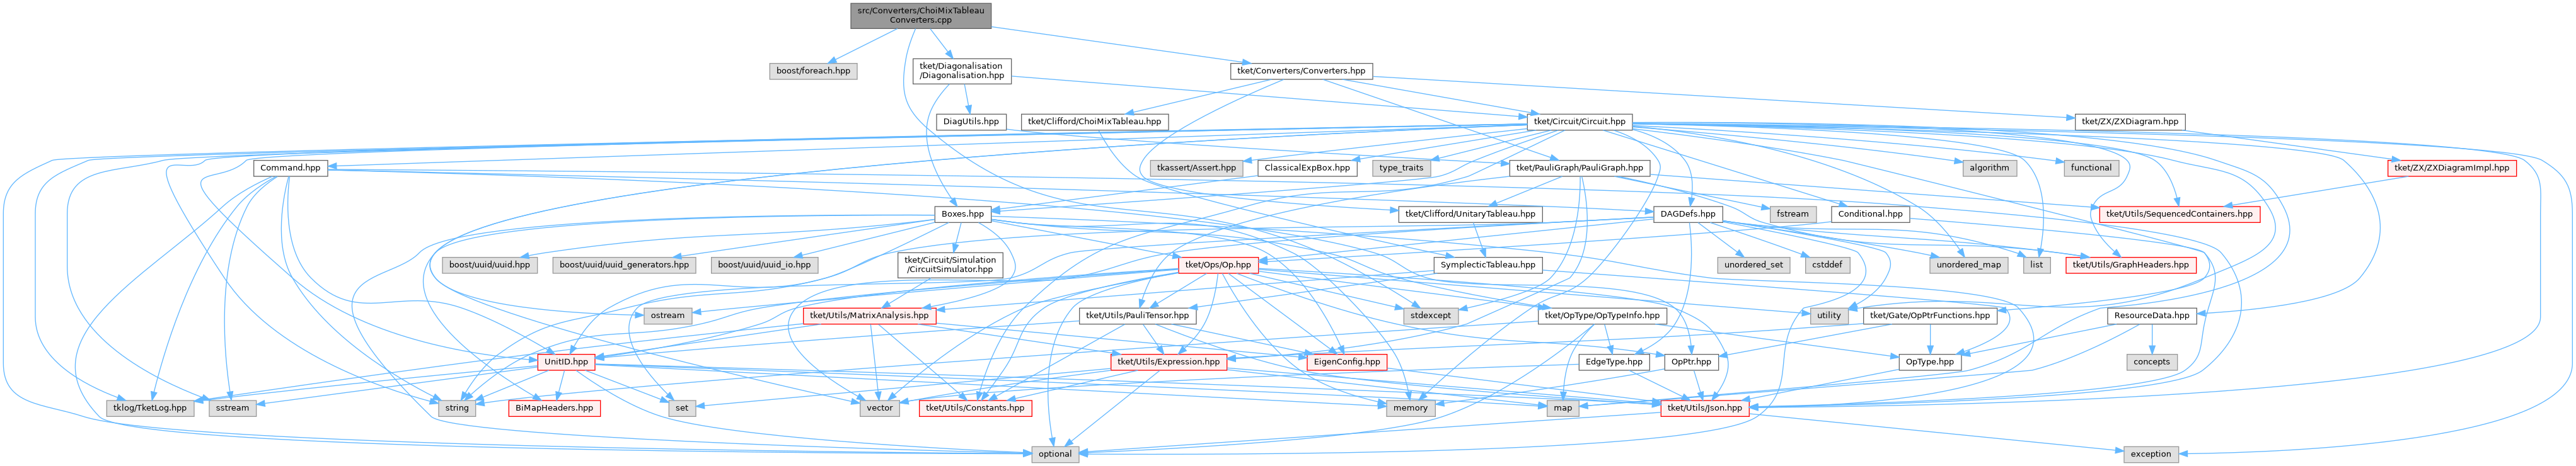 src/Converters/ChoiMixTableau
Converters.cpp
boost/foreach.hpp
tket/Diagonalisation
/Diagonalisation.hpp
tket/Converters/Converters.hpp
DiagUtils.hpp
tket/Clifford/ChoiMixTableau.hpp
tket/Circuit/Circuit.hpp
tket/ZX/ZXDiagram.hpp
Command.hpp
tkassert/Assert.hpp
ClassicalExpBox.hpp
type_traits
tket/PauliGraph/PauliGraph.hpp
algorithm
functional
tket/ZX/ZXDiagramImpl.hpp
Boxes.hpp
tket/Clifford/UnitaryTableau.hpp
DAGDefs.hpp
fstream
Conditional.hpp
tket/Utils/SequencedContainers.hpp
boost/uuid/uuid.hpp
boost/uuid/uuid_generators.hpp
boost/uuid/uuid_io.hpp
tket/Circuit/Simulation
/CircuitSimulator.hpp
tket/Ops/Op.hpp
SymplecticTableau.hpp
unordered_set
cstddef
unordered_map
list
tket/Utils/GraphHeaders.hpp
ostream
tket/Utils/MatrixAnalysis.hpp
tket/Utils/PauliTensor.hpp
stdexcept
tket/OpType/OpTypeInfo.hpp
utility
tket/Gate/OpPtrFunctions.hpp
ResourceData.hpp
UnitID.hpp
tket/Utils/Expression.hpp
EigenConfig.hpp
EdgeType.hpp
OpPtr.hpp
OpType.hpp
concepts
tklog/TketLog.hpp
sstream
string
BiMapHeaders.hpp
set
vector
tket/Utils/Constants.hpp
memory
map
tket/Utils/Json.hpp
optional
exception